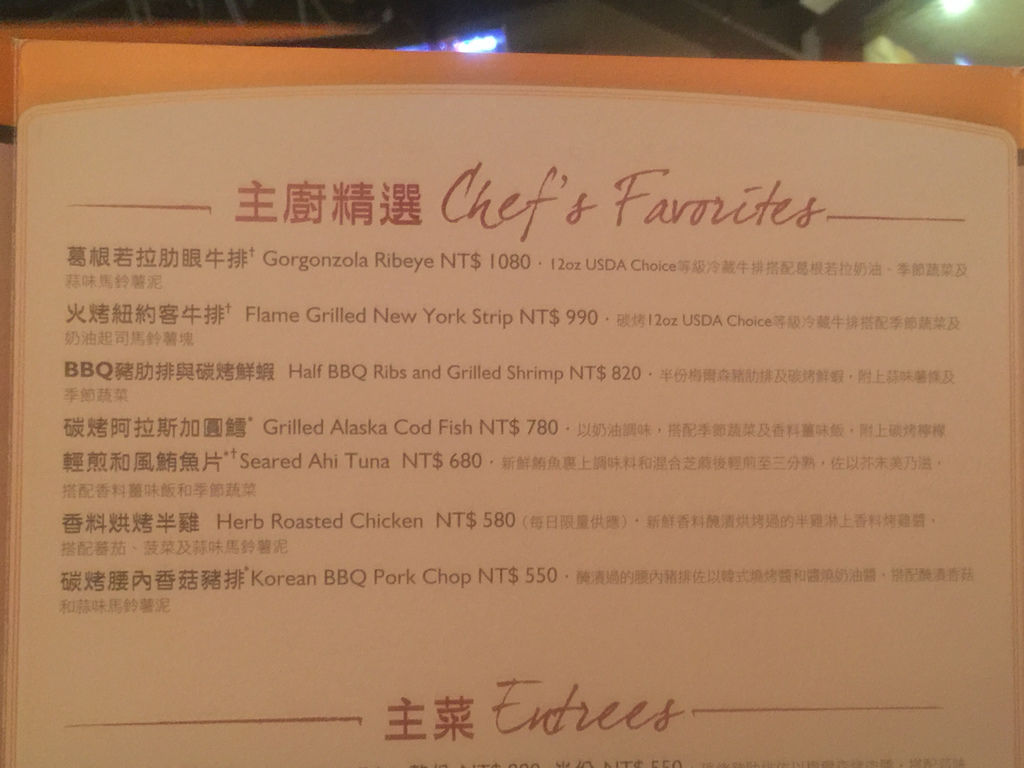 主廚精選 Chef's Favorites
葛根若拉肋眼牛排† Gorgonzola Ribeye NT$ 1080 · 12oz USDA Choice等級冷藏牛排搭配葛根若拉奶油、季節蔬菜及
蒜味馬鈴薯泥
火烤紐約客牛排† Flame Grilled New York Strip NT$ 990 · 碳烤12oz USDA Choice等級冷藏牛排搭配季節蔬菜及
奶油起司馬鈴薯塊
BBQ豬肋排與碳烤鮮蝦 Half BBQ Ribs and Grilled Shrimp NT$ 820 · 半份梅爾森豬肋排及碳烤鮮蝦，附上蒜味薯條及
季節蔬菜
碳烤阿拉斯加圓鱈* Grilled Alaska Cod Fish NT$ 780 · 以奶油調味，搭配季節蔬菜及香料薑味飯，附上碳烤檸檬
輕煎和風鮪魚片*† Seared Ahi Tuna NT$ 680 · 新鮮鮪魚裹上調味料和混合芝麻後輕煎至三分熟，佐以芥末美乃滋，
搭配香料薑味飯和季節蔬菜
香料烘烤半雞 Herb Roasted Chicken NT$ 580 (每日限量供應) · 新鮮香料醃漬烘烤過的半雞淋上香料烤雞醬，
搭配蕃茄、菠菜及蒜味馬鈴薯泥
碳烤腰內香菇豬排* Korean BBQ Pork Chop NT$ 550 · 醃漬過的腰內豬排佐以韓式燒烤醬和醬燒奶油醬，搭配醃漬香菇
和蒜味馬鈴薯泥
主菜 Entrees